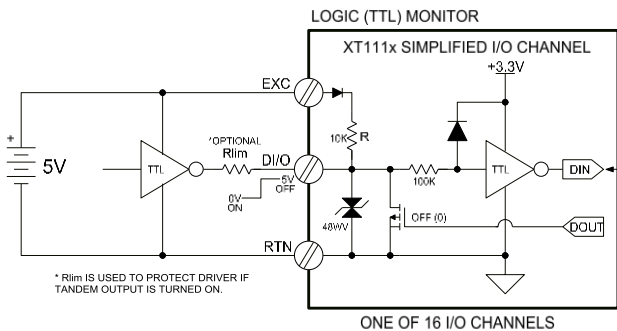 LOGIC (TTL) MONITOR
XT111x SIMPLIFIED I/O CHANNEL
+3.3V
EXC
10K
R
*OPTIONAL
Rlim
DI/O
+
5V
TTL
5V
OFF
0V
ON
100K
TTL
DIN
48WV
OFF (0)
DOUT
RTN
* Rlim IS USED TO PROTECT DRIVER IF
TANDEM OUTPUT IS TURNED ON.
ONE OF 16 I/O CHANNELS